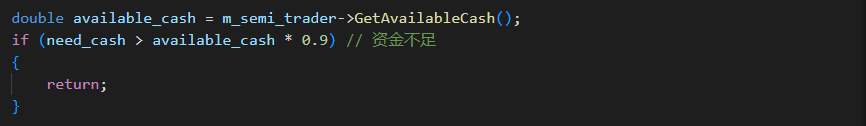 double available_cash = m_semi_trader->GetAvailableCash();
if (need_cash > available_cash * 0.9) // 资金不足
{
    return;
}